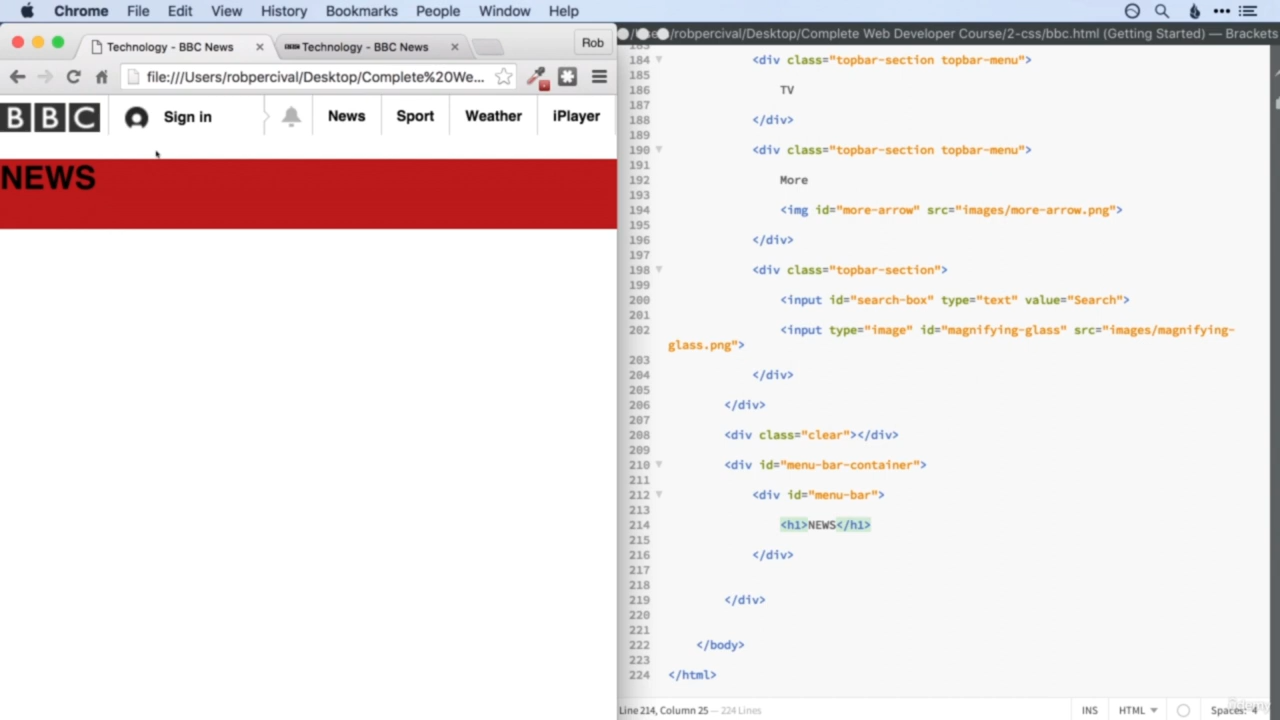 Chrome File Edit View History Bookmarks People Window Help
Technology - BBC News
Technology - BBC News
Rob
file:///Users/robpercival/Desktop/Complete%20We...
BBC
Sign in
News
Sport
Weather
iPlayer
NEWS
/robpercival/Desktop/Complete Web Developer Course/2-css/bbc.html (Getting Started) — Brackets
183
184 <div class="topbar-section topbar-menu">
185
186 TV
187
188 </div>
189
190 <div class="topbar-section topbar-menu">
191
192 More
193
194 <img id="more-arrow" src="images/more-arrow.png">
195
196 </div>
197
198 <div class="topbar-section">
199
200 <input id="search-box" type="text" value="Search">
201
202 <input type="image" id="magnifying-glass" src="images/magnifying-
glass.png">
203
204 </div>
205
206 </div>
207
208 <div class="clear"></div>
209
210 <div id="menu-bar-container">
211
212 <div id="menu-bar">
213
214 <h1>NEWS</h1>
215
216 </div>
217
218
219 </div>
220
221
222 </body>
223
224 </html>
Line 214, Column 25 — 224 Lines
INS HTML Spaces: 4